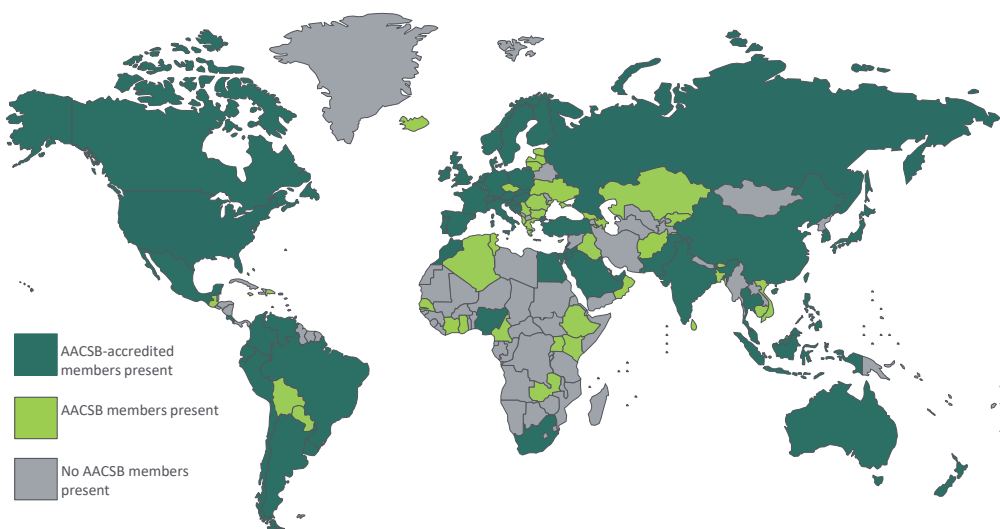 AACSB-accredited
members present
AACSB members present
No AACSB members
present